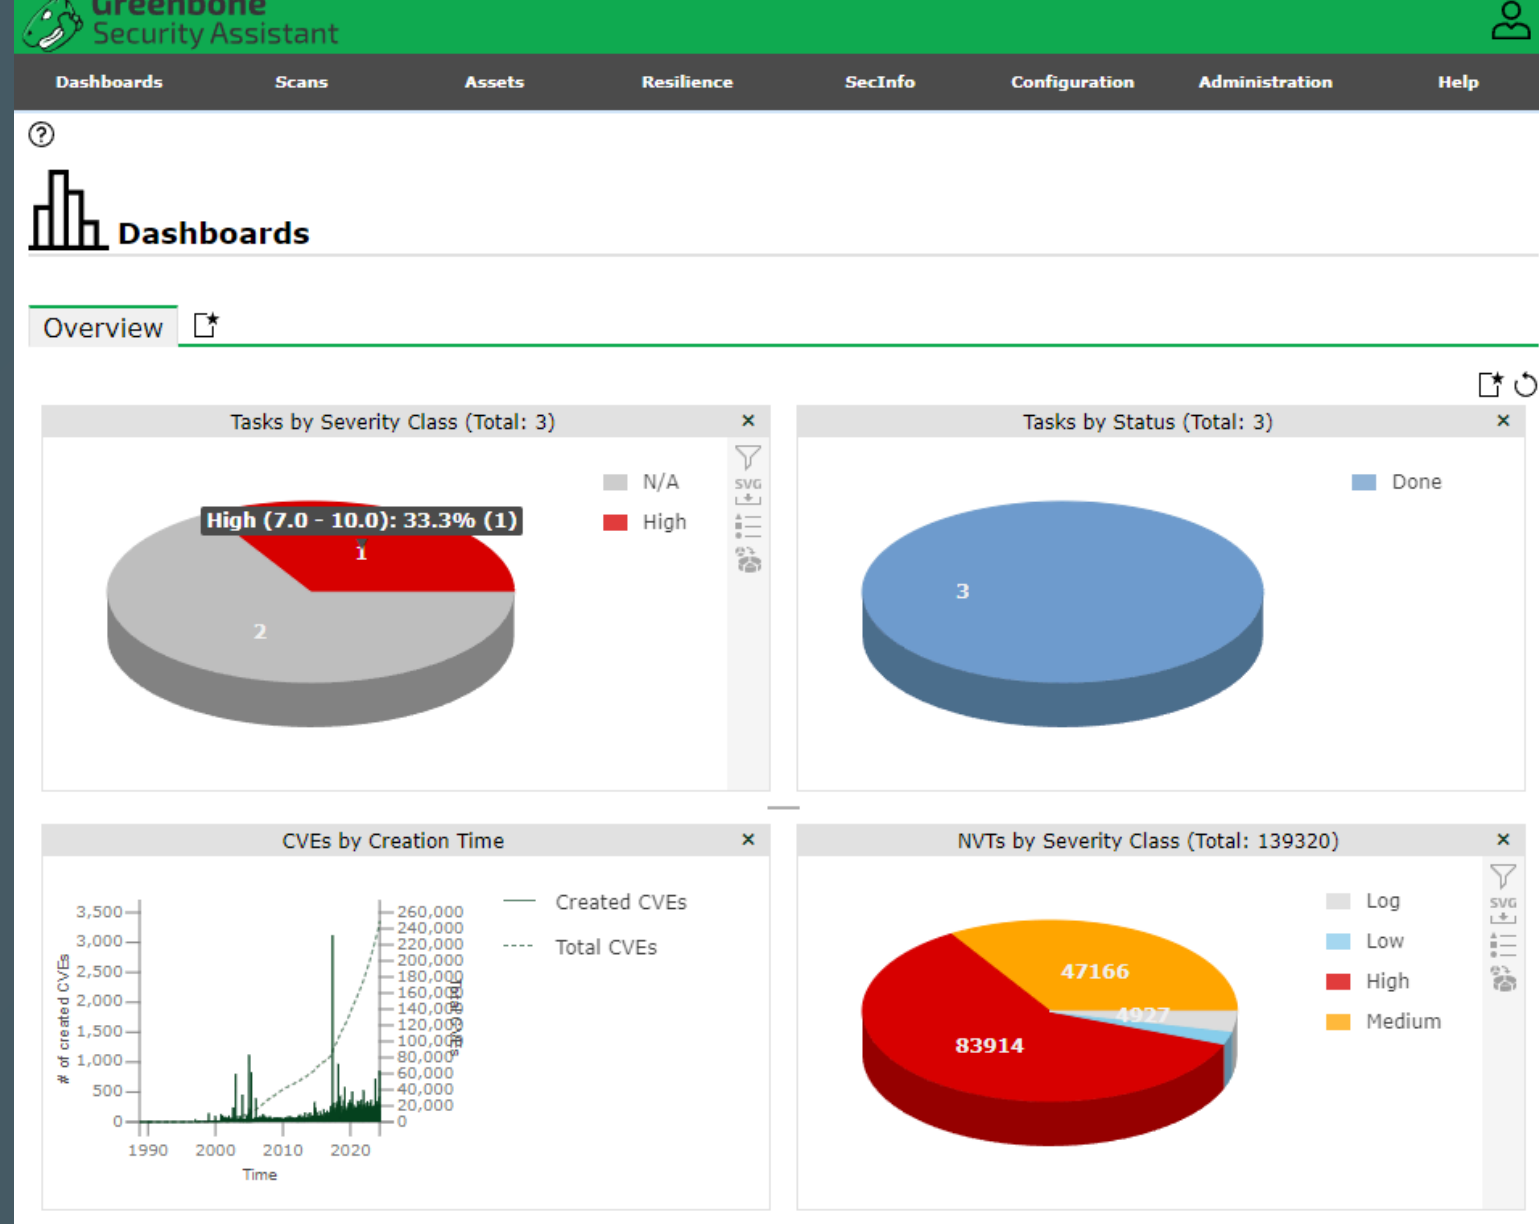 Greenbone
Security Assistant
Dashboards Scans Assets Resilience SecInfo Configuration Administration Help
?
Dashboards
Overview
Tasks by Severity Class (Total: 3) ×
N/A
High
SVG
High (7.0 - 10.0): 33.3% (1)
1
2
Tasks by Status (Total: 3) ×
Done
3
CVEs by Creation Time ×
Created CVEs
Total CVEs
# of created CVEs
3,500
3,000
2,500
2,000
1,500
1,000
500
0
260,000
240,000
220,000
200,000
180,000
160,000
140,000
120,000
100,000
80,000
60,000
40,000
20,000
0
Total CVEs
1990 2000 2010 2020
Time
NVTs by Severity Class (Total: 139320) ×
Log
Low
High
Medium
SVG
47166
4927
83914